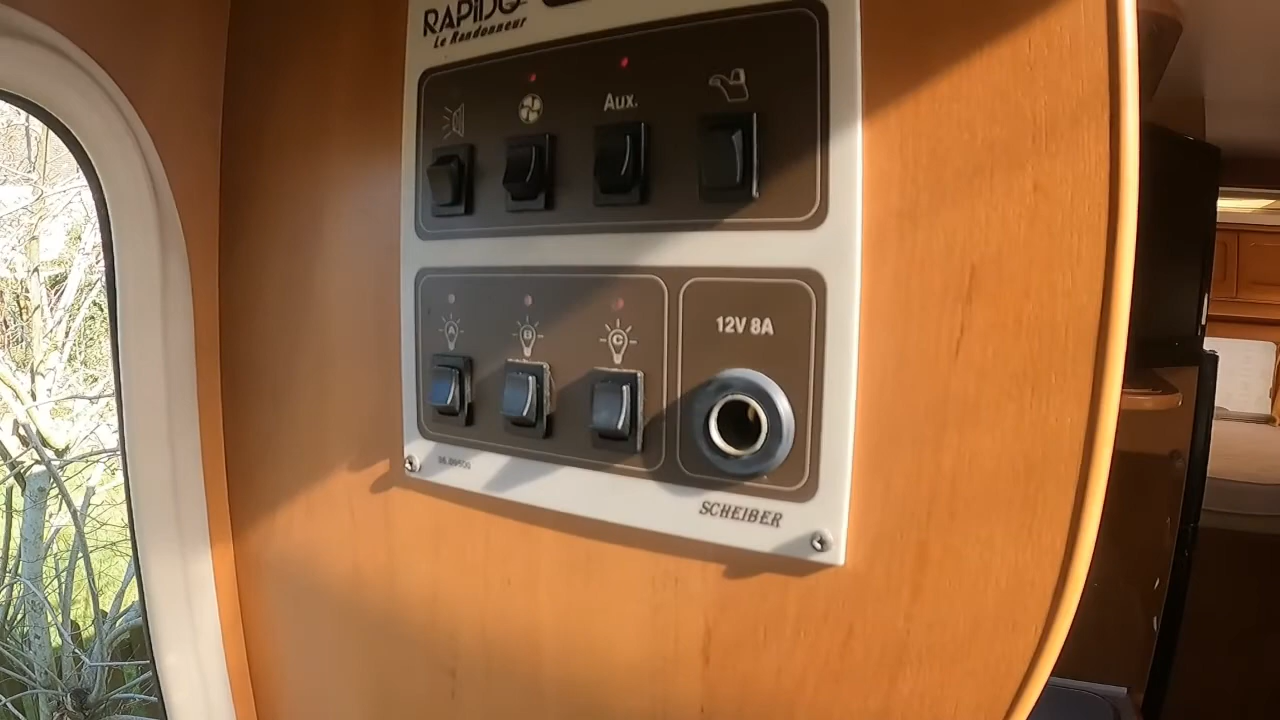 RAPIDO
Le Randonneur
Aux.
A B C
12V 8A
SCHEIBER